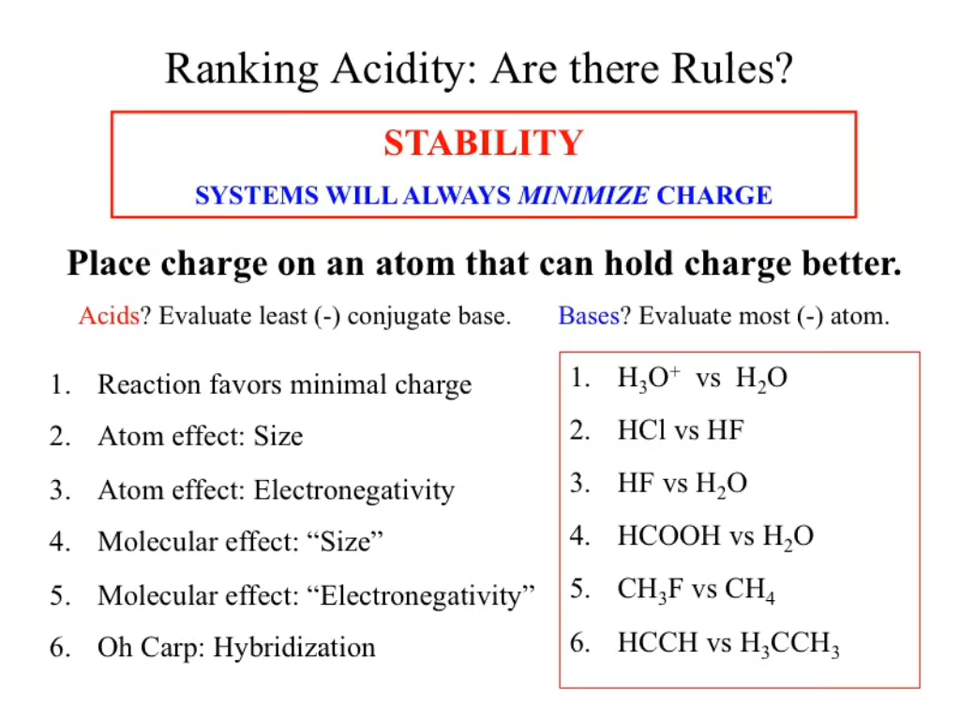 Ranking Acidity: Are there Rules?
STABILITY
SYSTEMS WILL ALWAYS MINIMIZE CHARGE
Place charge on an atom that can hold charge better.
Acids? Evaluate least (-) conjugate base.
Bases? Evaluate most (-) atom.
1. Reaction favors minimal charge
2. Atom effect: Size
3. Atom effect: Electronegativity
4. Molecular effect: “Size”
5. Molecular effect: “Electronegativity”
6. Oh Carp: Hybridization
1. H₃O⁺ vs H₂O
2. HCl vs HF
3. HF vs H₂O
4. HCOOH vs H₂O
5. CH₃F vs CH₄
6. HCCH vs H₃CCH₃